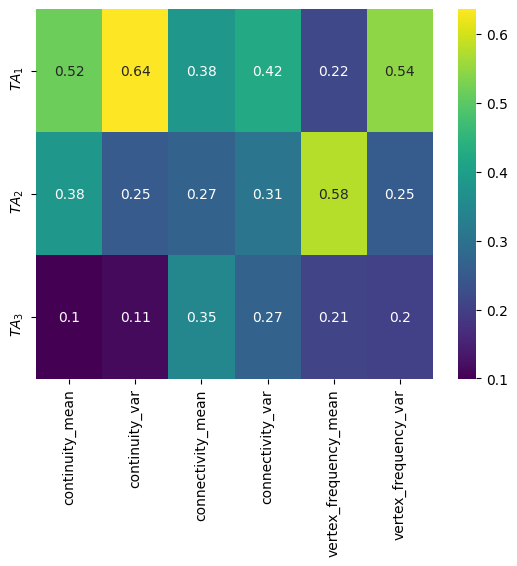 TA₁ 0.52 0.64 0.38 0.42 0.22 0.54
TA₂ 0.38 0.25 0.27 0.31 0.58 0.25
TA₃ 0.1 0.11 0.35 0.27 0.21 0.2
continuity_mean
continuity_var
connectivity_mean
connectivity_var
vertex_frequency_mean
vertex_frequency_var
0.6
0.5
0.4
0.3
0.2
0.1